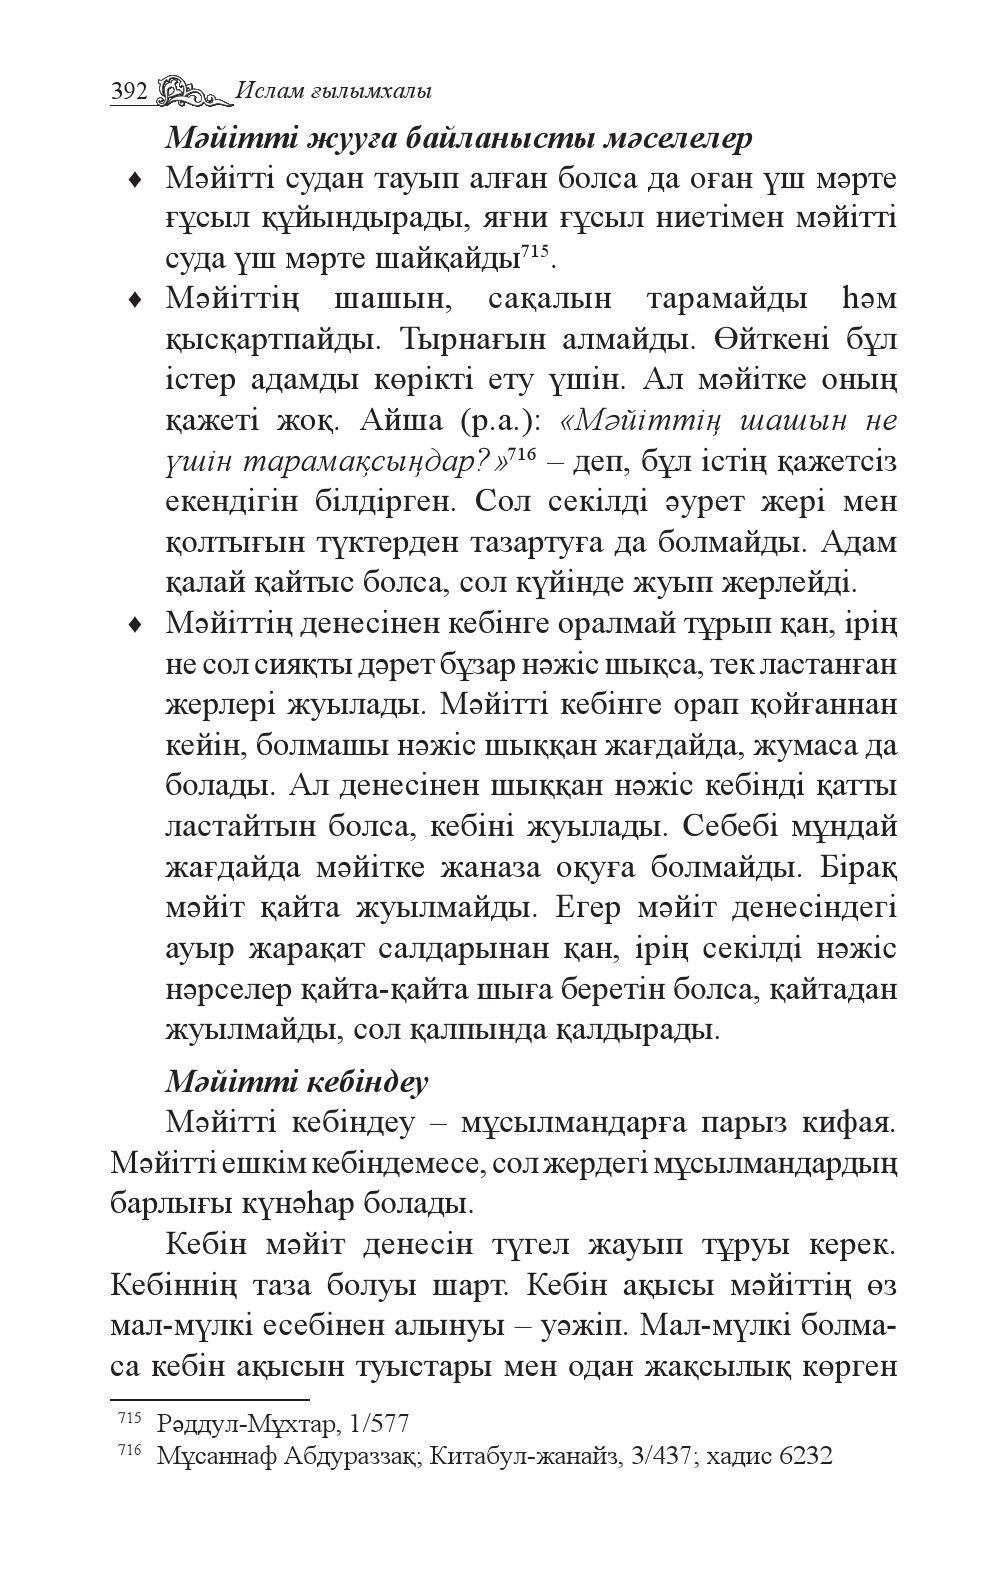 392 Ислам ғылымхалы
Мәйітті жууға байланысты мәселелер
♦ Мәйітті судан тауып алған болса да оған үш мәрте
ғұсыл құйындырады, яғни ғұсыл ниетімен мәйітті
суда үш мәрте шайқайды⁷¹⁵.
♦ Мәйіттің шашын, сақалын тарамайды һәм
қысқартпайды. Тырнағын алмайды. Өйткені бұл
істер адамды көрікті ету үшін. Ал мәйітке оның
қажеті жоқ. Айша (р.а.): «Мәйіттің шашын не
үшін тарамақсыңдар?»⁷¹⁶ – деп, бұл істің қажетсіз
екендігін білдірген. Сол секілді әурет жері мен
қолтығын түктерден тазартуға да болмайды. Адам
қалай қайтыс болса, сол күйінде жуып жерлейді.
♦ Мәйіттің денесінен кебінге оралмай тұрып қан, ірің
не сол сияқты дәрет бұзар нәжіс шықса, тек ластанған
жерлері жуылады. Мәйітті кебінге орап қойғаннан
кейін, болмашы нәжіс шыққан жағдайда, жумаса да
болады. Ал денесінен шыққан нәжіс кебінді қатты
ластайтын болса, кебіні жуылады. Себебі мұндай
жағдайда мәйітке жаназа оқуға болмайды. Бірақ
мәйіт қайта жуылмайды. Егер мәйіт денесіндегі
ауыр жарақат салдарынан қан, ірің секілді нәжіс
нәрселер қайта-қайта шыға беретін болса, қайтадан
жуылмайды, сол қалпында қалдырады.
Мәйітті кебіндеу
Мәйітті кебіндеу – мұсылмандарға парыз кифая.
Мәйітті ешкім кебіндемесе, сол жердегі мұсылмандардың
барлығы күнәһар болады.
Кебін мәйіт денесін түгел жауып тұруы керек.
Кебіннің таза болуы шарт. Кебін ақысы мәйіттің өз
мал-мүлкі есебінен алынуы – уәжіп. Мал-мүлкі болма-
са кебін ақысын туыстары мен одан жақсылық көрген
⁷¹⁵ Рәддул-Мұхтар, 1/577
⁷¹⁶ Мұсаннаф Абдураззақ; Китабул-жанайз, 3/437; хадис 6232